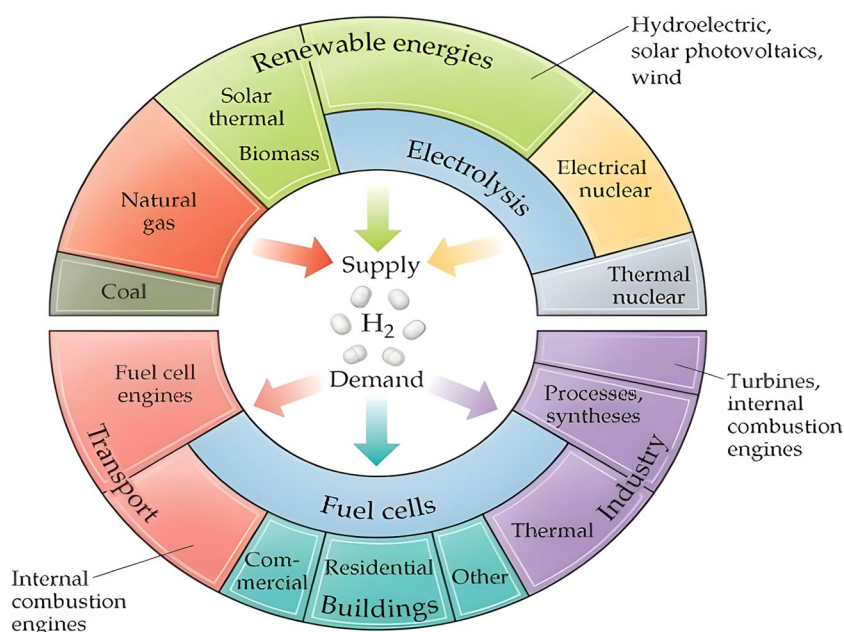 Hydroelectric,
solar photovoltaics,
wind
Renewable energies
Solar
thermal
Biomass
Electrolysis
Electrical
nuclear
Natural
gas
Coal
Thermal
nuclear
Supply
H₂
Demand
Fuel cell
engines
Transport
Processes,
syntheses
Turbines,
internal
combustion
engines
Industry
Thermal
Fuel cells
Com-
mercial
Residential
Other
Buildings
Internal
combustion
engines